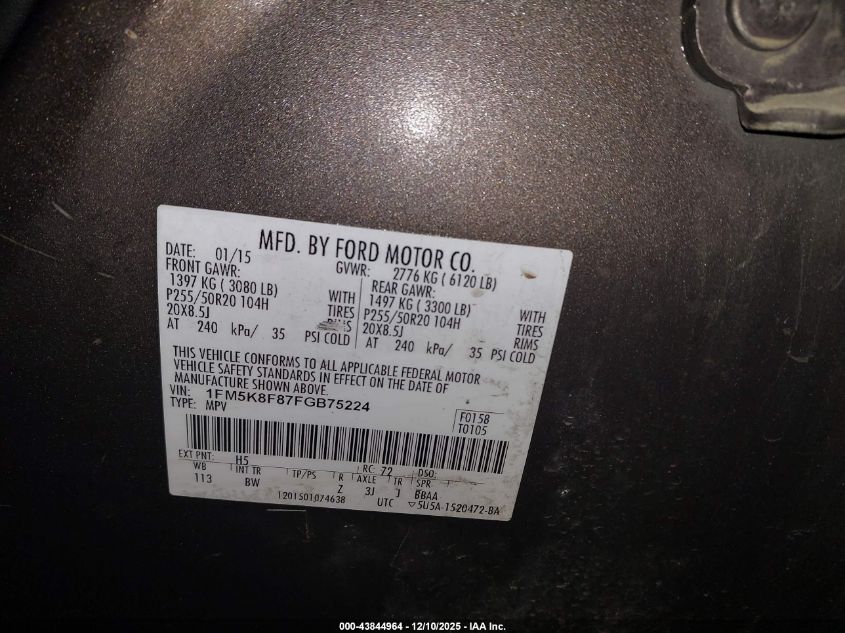 MFD. BY FORD MOTOR CO.
DATE: 01/15 GVWR: 2776 KG ( 6120 LB)
FRONT GAWR: REAR GAWR:
1397 KG ( 3080 LB) WITH 1497 KG ( 3300 LB) WITH
P255/50R20 104H TIRES P255/50R20 104H TIRES
20X8.5J RIMS 20X8.5J RIMS
AT 240 kPa/ 35 PSI COLD AT 240 kPa/ 35 PSI COLD
THIS VEHICLE CONFORMS TO ALL APPLICABLE FEDERAL MOTOR
VEHICLE SAFETY STANDARDS IN EFFECT ON THE DATE OF
MANUFACTURE SHOWN ABOVE.
VIN: 1FM5K8F87FGB75224
TYPE: MPV
F0158
T0105
EXT PNT: H5 RC: 72 DSO:
WB INT TR TP/PS R AXLE TR SPR
113 BW Z 3J J BBAA
1201501074638 UTC ▽5U5A-1520472-BA
000-43844964 - 12/10/2025 - IAA Inc.